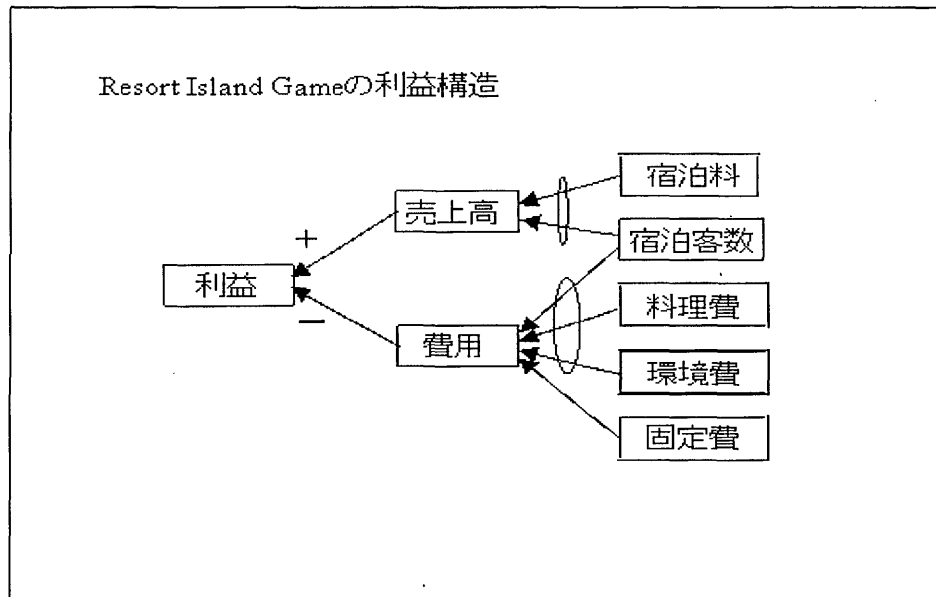 Resort Island Gameの利益構造
宿泊料
売上高
宿泊客数
+
利益
料理費
−
費用
環境費
固定費